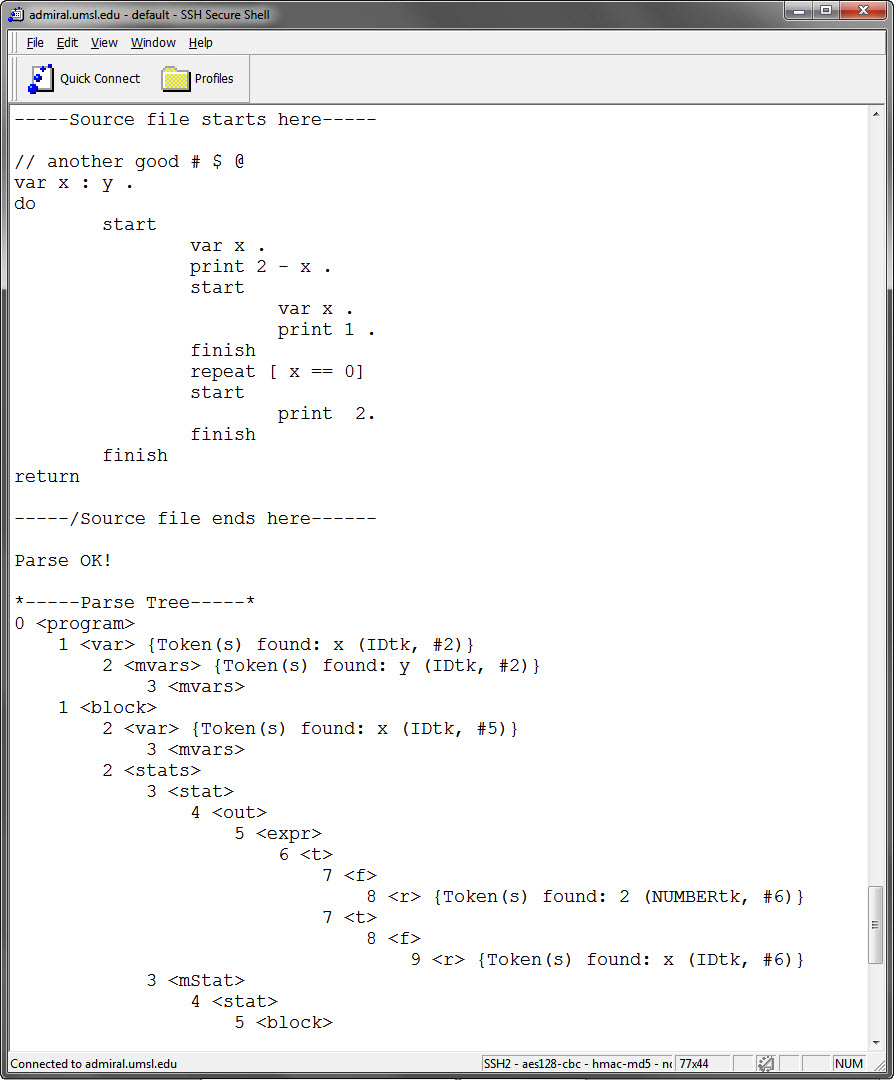 admiral.umsl.edu - default - SSH Secure Shell
File Edit View Window Help
Quick Connect Profiles
-----Source file starts here-----
// another good # $ @
var x : y .
do
start
var x .
print 2 - x .
start
var x .
print 1 .
finish
repeat [ x == 0]
start
print  2.
finish
finish
return
-----/Source file ends here------
Parse OK!
*-----Parse Tree-----*
0 <program>
1 <var> {Token(s) found: x (IDtk, #2)}
2 <mvars> {Token(s) found: y (IDtk, #2)}
3 <mvars>
1 <block>
2 <var> {Token(s) found: x (IDtk, #5)}
3 <mvars>
2 <stats>
3 <stat>
4 <out>
5 <expr>
6 <t>
7 <f>
8 <r> {Token(s) found: 2 (NUMBERtk, #6)}
7 <t>
8 <f>
9 <r> {Token(s) found: x (IDtk, #6)}
3 <mStat>
4 <stat>
5 <block>
Connected to admiral.umsl.edu SSH2 - aes128-cbc - hmac-md5 - 77x44 NUM